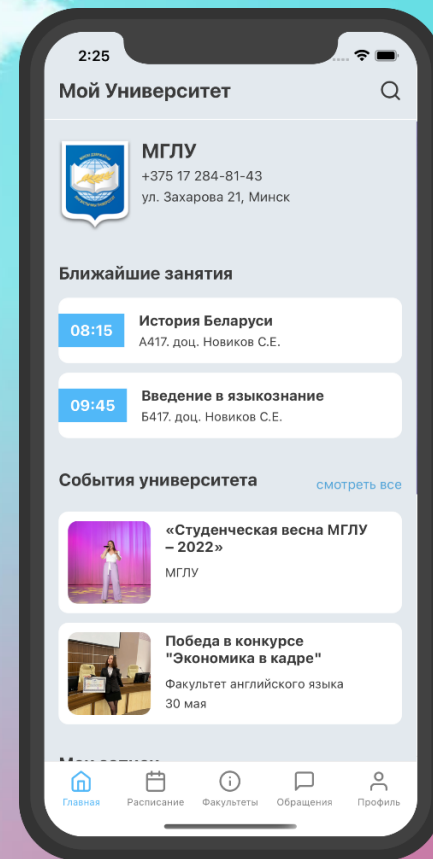 2:25
Мой Университет
МГЛУ
+375 17 284-81-43
ул. Захарова 21, Минск
Ближайшие занятия
08:15
История Беларуси
А417. доц. Новиков С.Е.
09:45
Введение в языкознание
Б417. доц. Новиков С.Е.
События университета
смотреть все
«Студенческая весна МГЛУ
– 2022»
МГЛУ
Победа в конкурсе
"Экономика в кадре"
Факультет английского языка
30 мая
Главная
Расписание
Факультеты
Обращения
Профиль